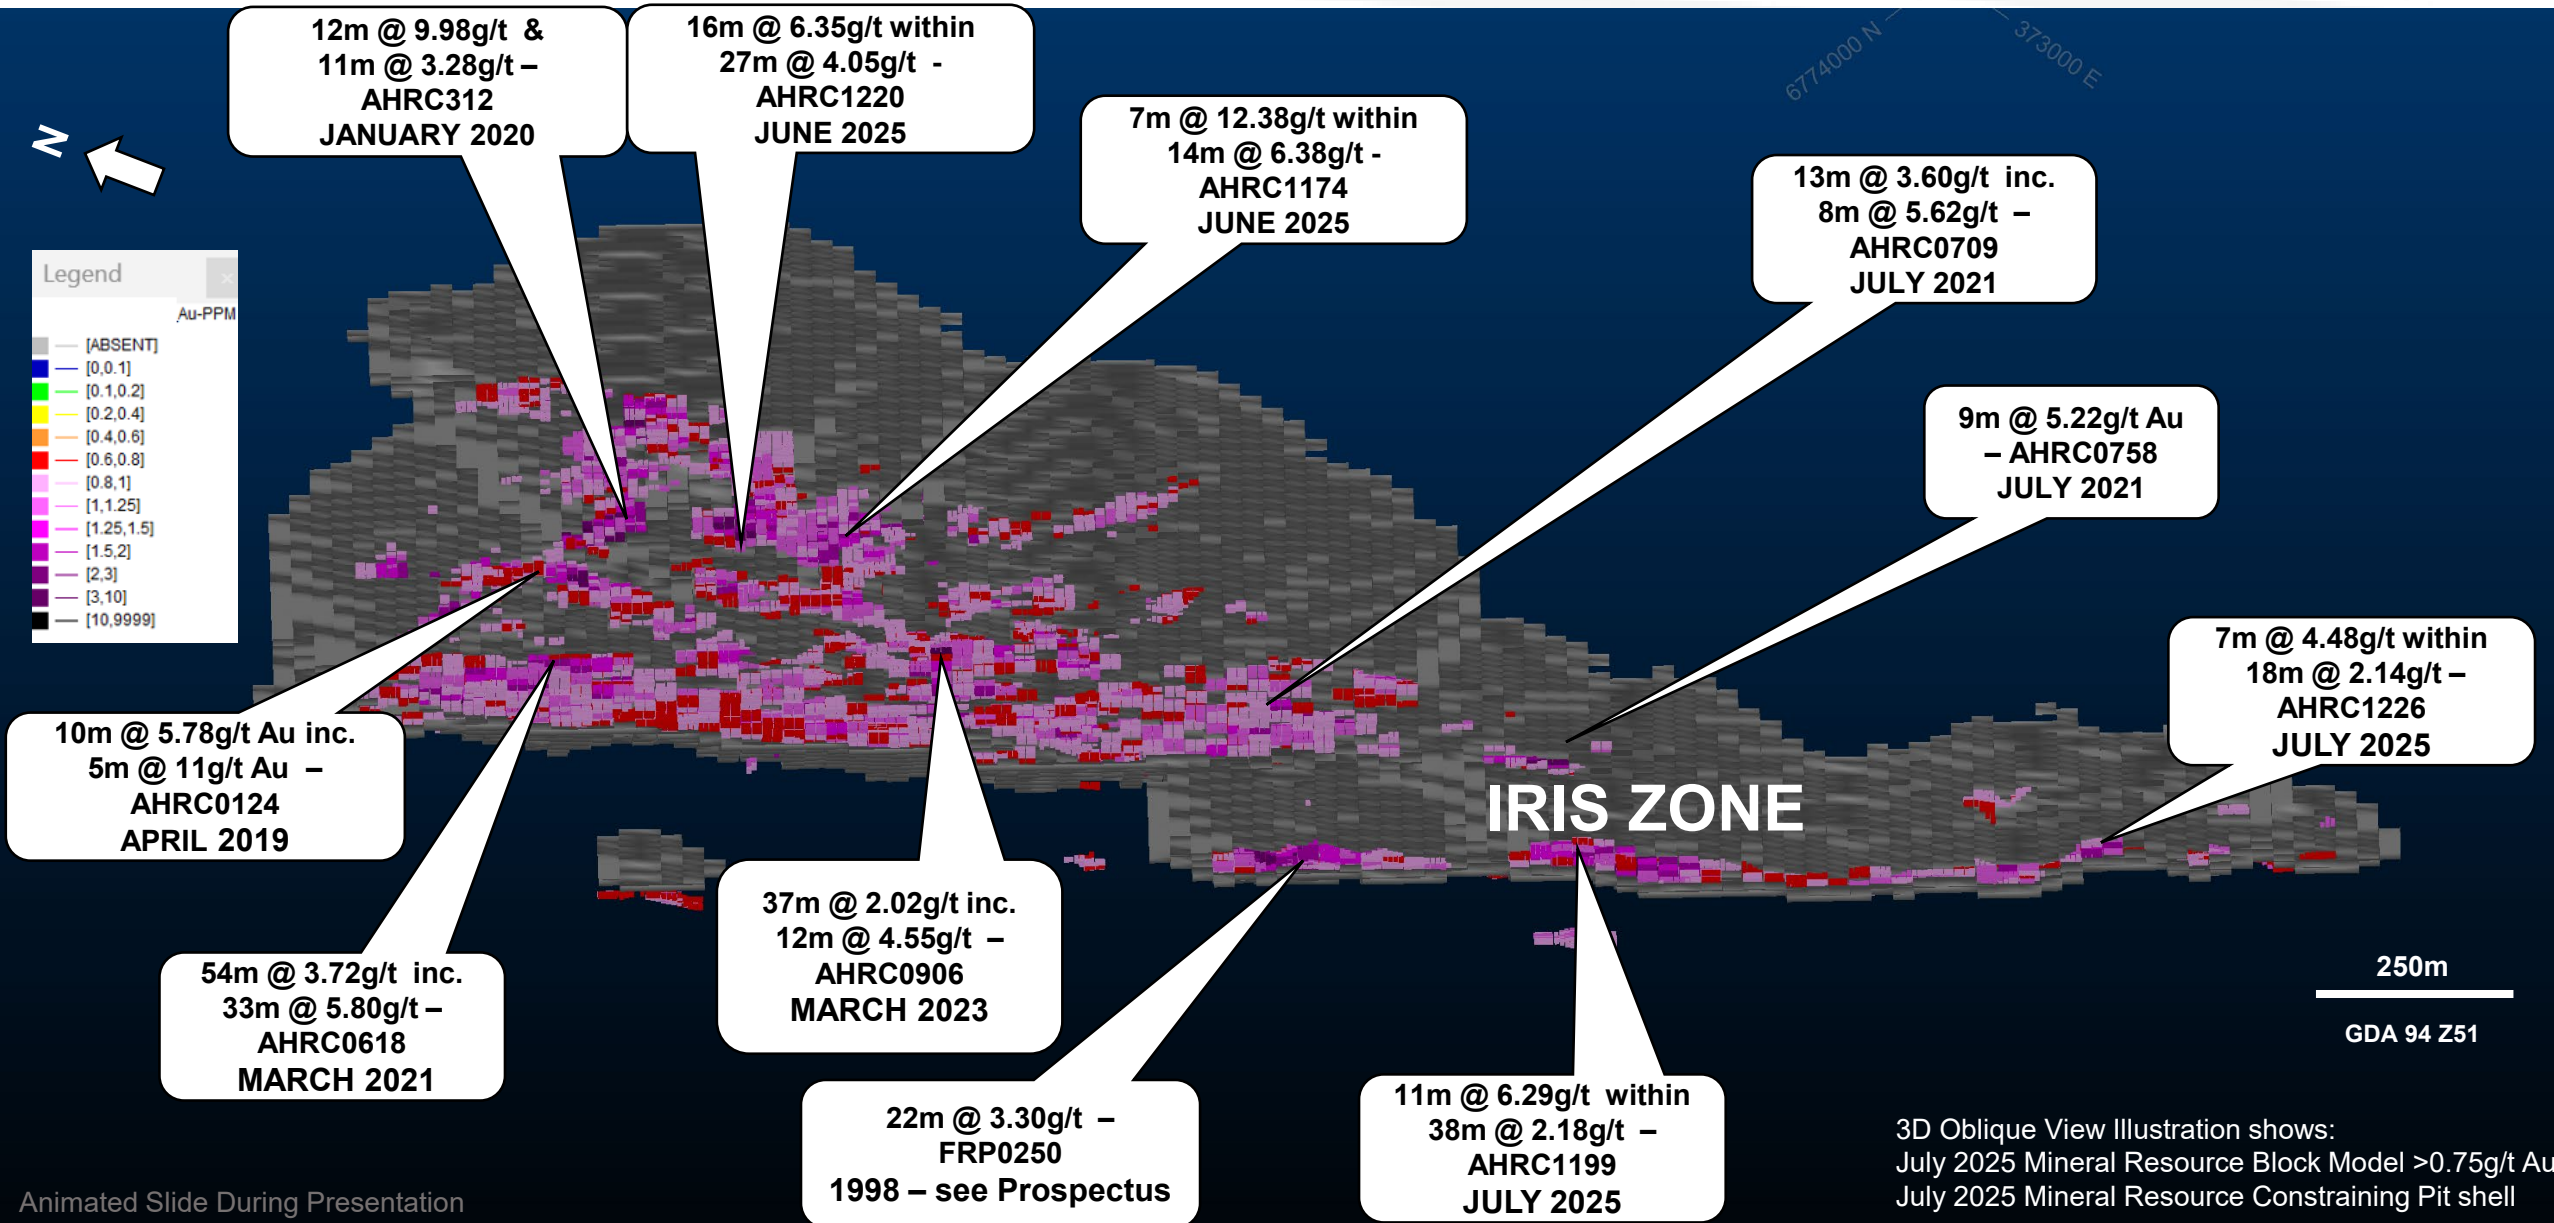 12m @ 9.98g/t &
11m @ 3.28g/t –
AHRC312
JANUARY 2020
16m @ 6.35g/t within
27m @ 4.05g/t -
AHRC1220
JUNE 2025
7m @ 12.38g/t within
14m @ 6.38g/t -
AHRC1174
JUNE 2025
6774000 N
373000 E
13m @ 3.60g/t inc.
8m @ 5.62g/t –
AHRC0709
JULY 2021
9m @ 5.22g/t Au
– AHRC0758
JULY 2021
7m @ 4.48g/t within
18m @ 2.14g/t –
AHRC1226
JULY 2025
N
Legend
Au-PPM
[ABSENT]
[0,0.1]
[0.1,0.2]
[0.2,0.4]
[0.4,0.6]
[0.6,0.8]
[0.8,1]
[1,1.25]
[1.25,1.5]
[1.5,2]
[2,3]
[3,10]
[10,9999]
10m @ 5.78g/t Au inc.
5m @ 11g/t Au –
AHRC0124
APRIL 2019
IRIS ZONE
54m @ 3.72g/t inc.
33m @ 5.80g/t –
AHRC0618
MARCH 2021
37m @ 2.02g/t inc.
12m @ 4.55g/t –
AHRC0906
MARCH 2023
22m @ 3.30g/t –
FRP0250
1998 – see Prospectus
11m @ 6.29g/t within
38m @ 2.18g/t –
AHRC1199
JULY 2025
250m
GDA 94 Z51
3D Oblique View Illustration shows:
July 2025 Mineral Resource Block Model >0.75g/t Au
July 2025 Mineral Resource Constraining Pit shell
Animated Slide During Presentation